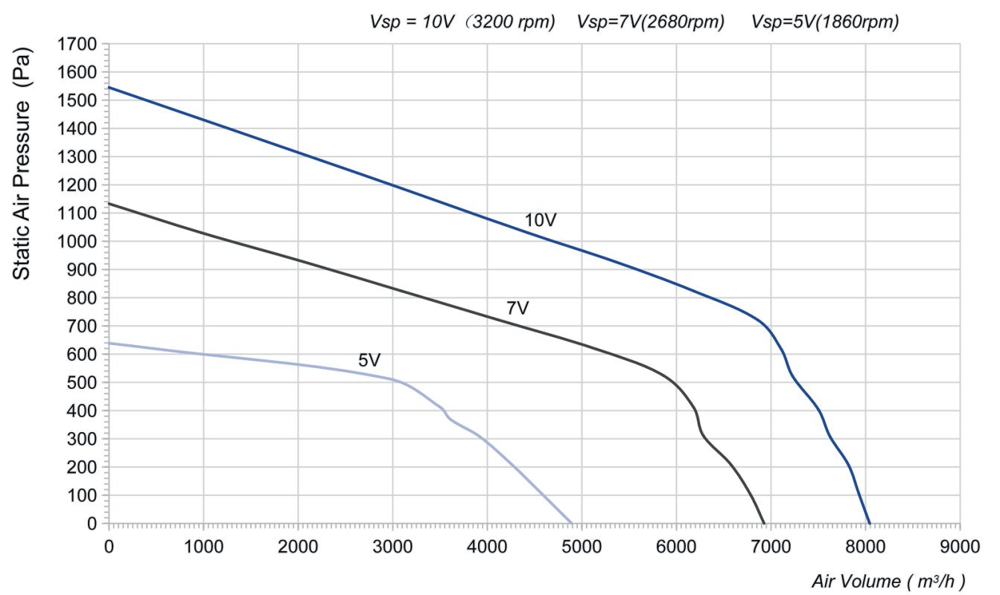 Vsp = 10V（3200 rpm) Vsp=7V(2680rpm) Vsp=5V(1860rpm)
Static Air Pressure (Pa)
1700
1600
1500
1400
1300
1200
1100
1000
900
800
700
600
500
400
300
200
100
0
10V
7V
5V
0 1000 2000 3000 4000 5000 6000 7000 8000 9000
Air Volume ( m³/h )